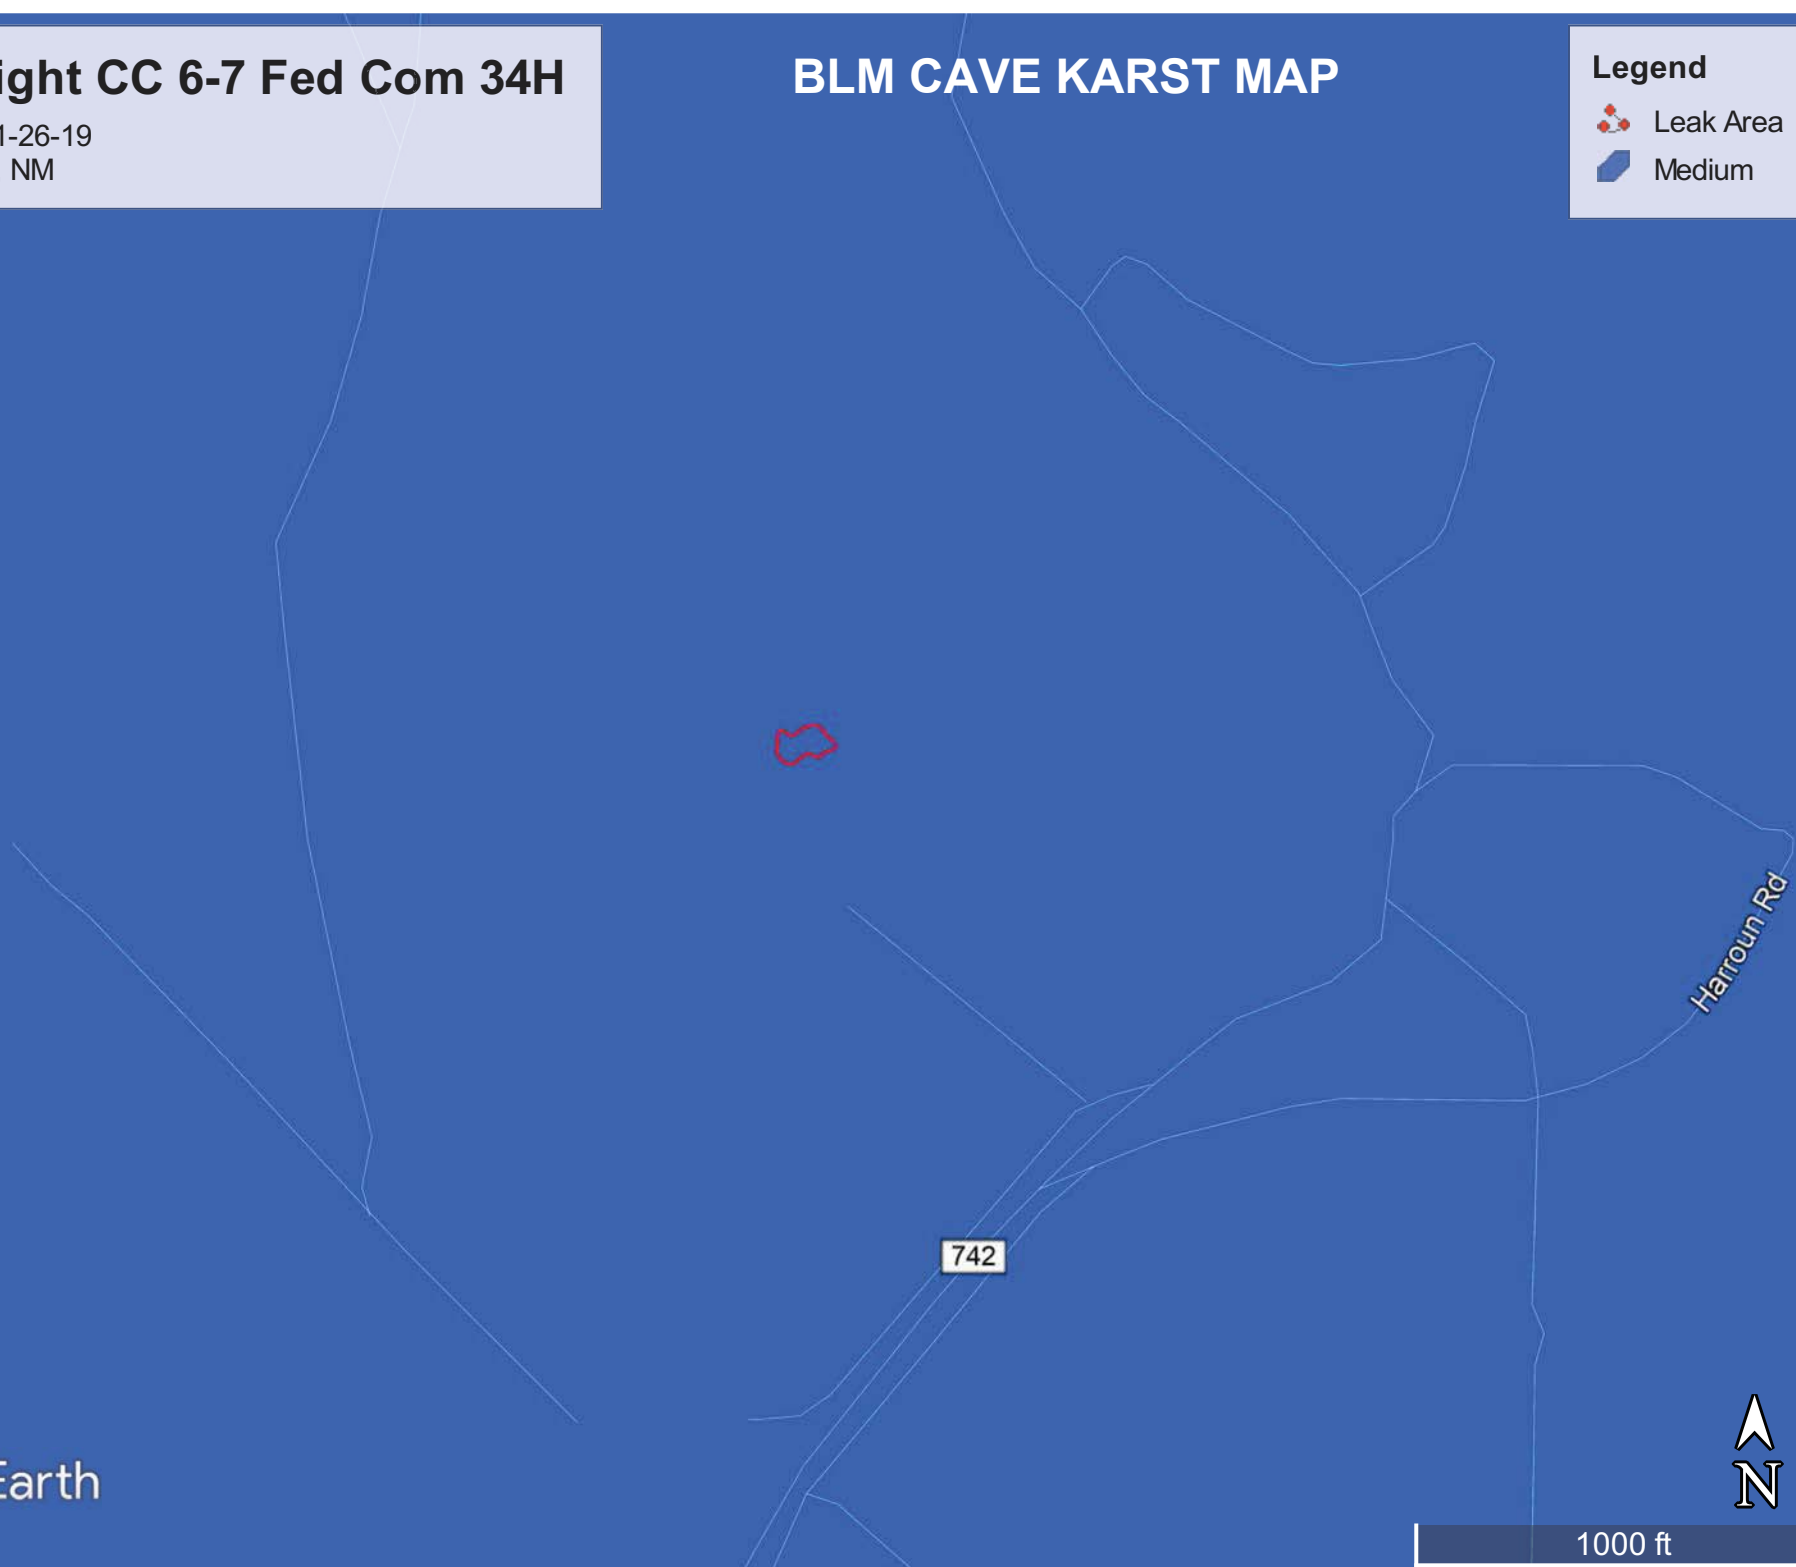 ight CC 6-7 Fed Com 34H
1-26-19
NM
BLM CAVE KARST MAP
Legend
Leak Area
Medium
Harroun Rd
742
Earth
N
1000 ft